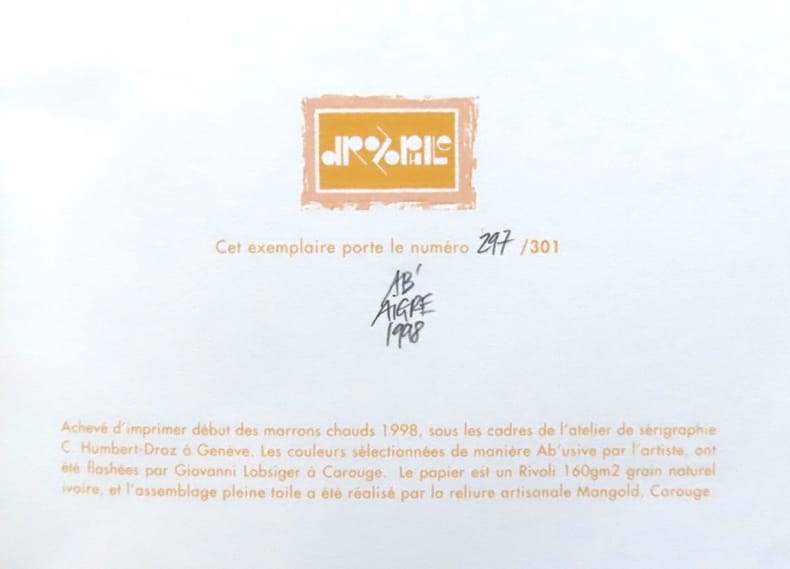 drozophile
Cet exemplaire porte le numéro 297 /301
AB'
AIGRE
1998
Achevé d'imprimer début des marrons chauds 1998, sous les cadres de l'atelier de sérigraphie
C. Humbert-Droz à Genève. Les couleurs sélectionnées de manière Ab'usive par l'artiste, ont
été flashées par Giovanni Lobsiger à Carouge. Le papier est un Rivoli 160gm2 grain naturel
ivoire, et l'assemblage pleine toile a été réalisé par la reliure artisanale Mangold, Carouge